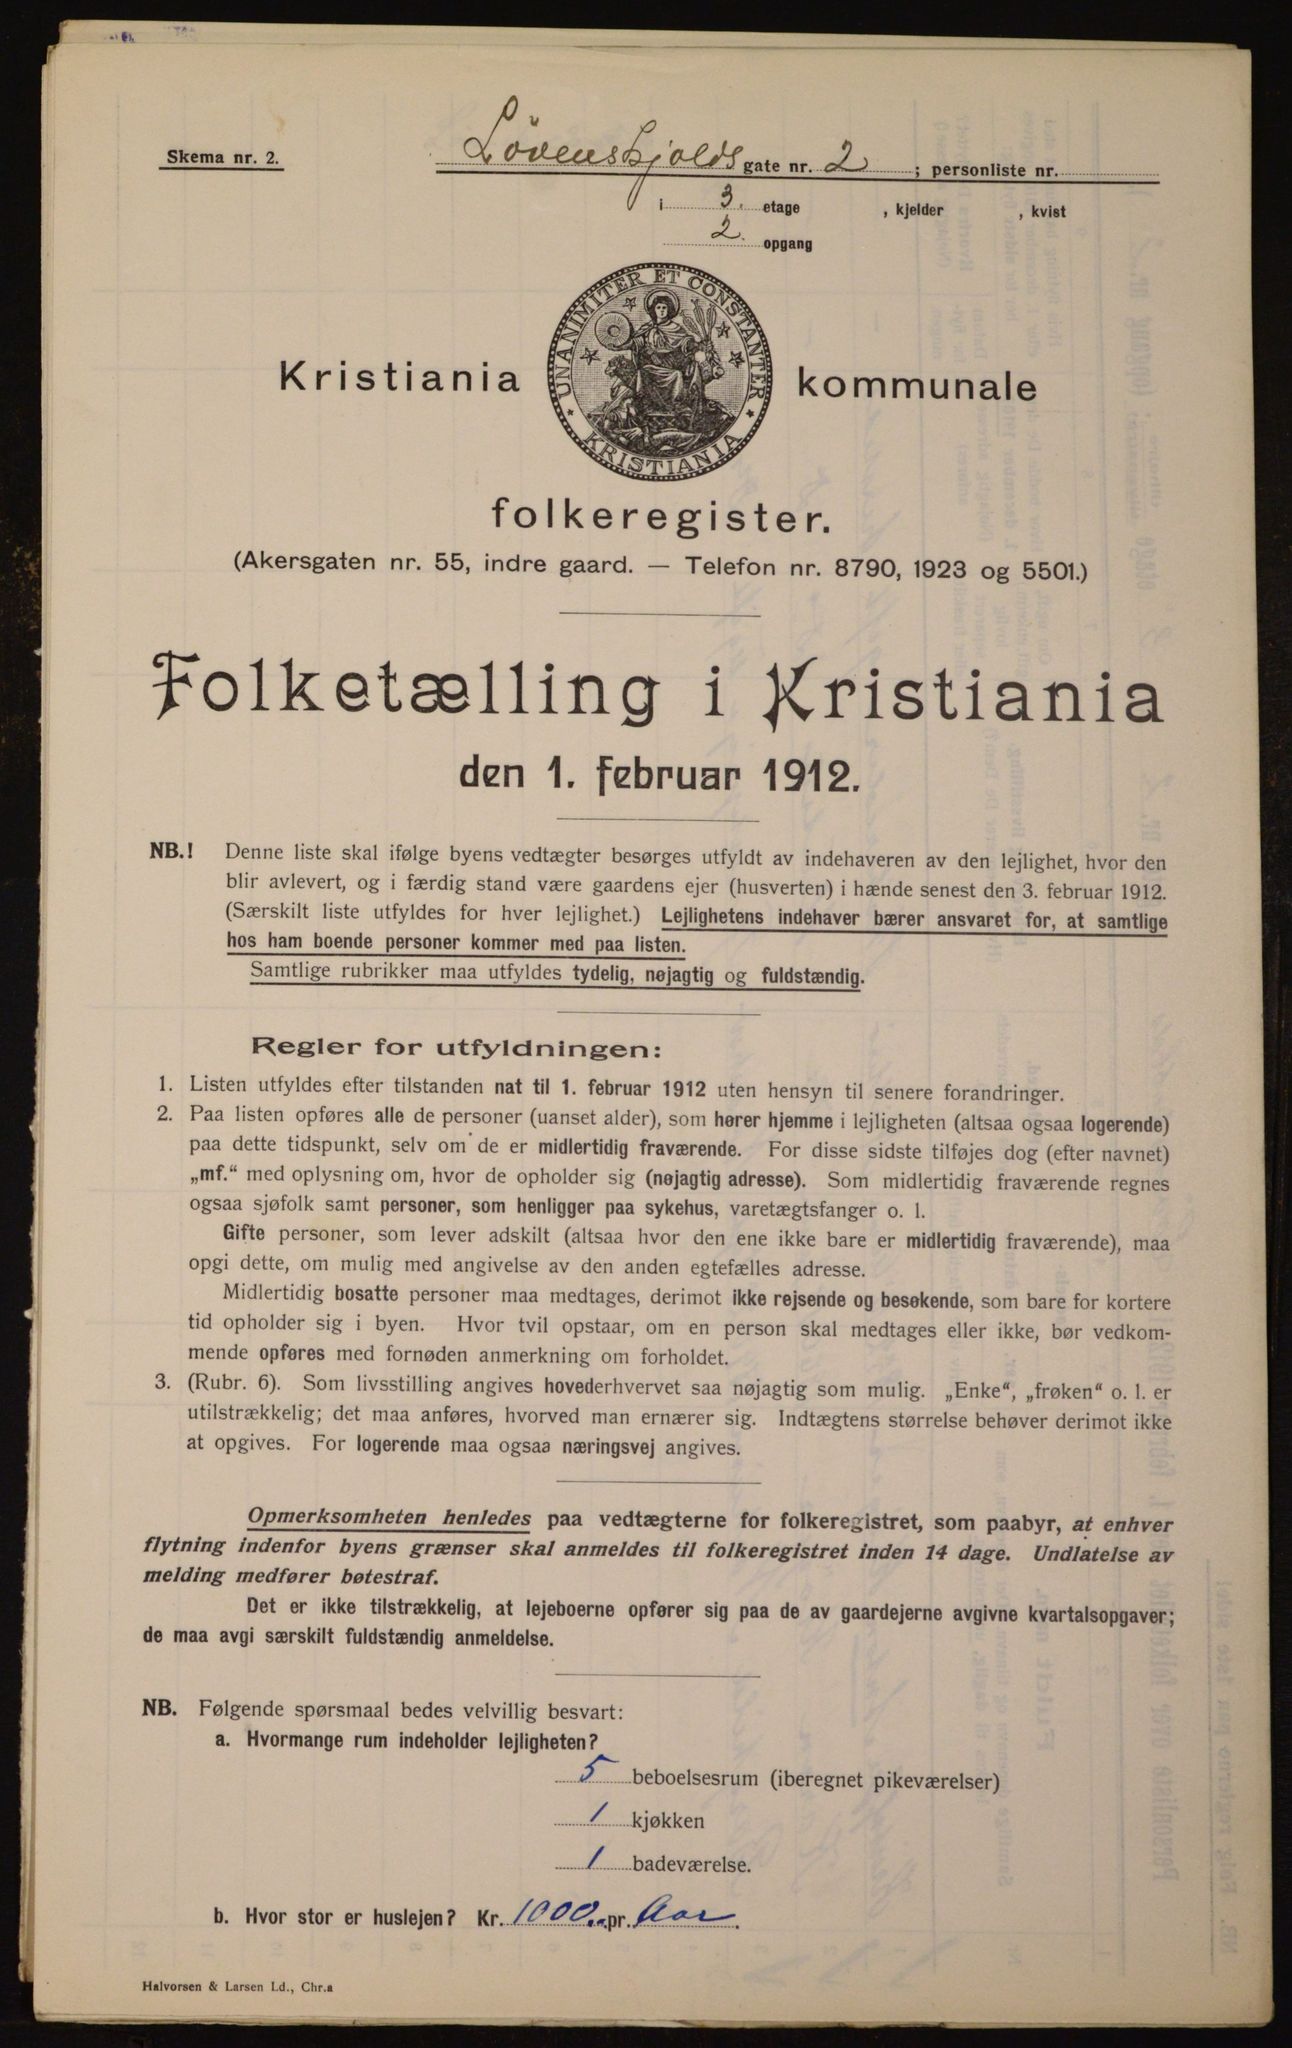 Skema nr. 2.
Lövenskjolds gate nr. 2 ; personliste nr.
i 3. etage , kjelder , kvist
2. opgang
UNANIMITER ET CONSTANTER
KRISTIANIA
Kristiania kommunale
folkeregister.
(Akersgaten nr. 55, indre gaard. — Telefon nr. 8790, 1923 og 5501.)
Folketælling i Kristiania
den 1. februar 1912.
NB.! Denne liste skal ifølge byens vedtægter besørges utfyldt av indehaveren av den lejlighet, hvor den
blir avlevert, og i færdig stand være gaardens ejer (husverten) i hænde senest den 3. februar 1912.
(Særskilt liste utfyldes for hver lejlighet.) Lejlighetens indehaver bærer ansvaret for, at samtlige
hos ham boende personer kommer med paa listen.
Samtlige rubrikker maa utfyldes tydelig, nøjagtig og fuldstændig.
Regler for utfyldningen:
1. Listen utfyldes efter tilstanden nat til 1. februar 1912 uten hensyn til senere forandringer.
2. Paa listen opføres alle de personer (uanset alder), som hører hjemme i lejligheten (altsaa ogsaa logerende)
paa dette tidspunkt, selv om de er midlertidig fraværende. For disse sidste tilføjes dog (efter navnet)
„mf.“ med oplysning om, hvor de opholder sig (nøjagtig adresse). Som midlertidig fraværende regnes
ogsaa sjøfolk samt personer, som henligger paa sykehus, varetægtsfanger o. l.
Gifte personer, som lever adskilt (altsaa hvor den ene ikke bare er midlertidig fraværende), maa
opgi dette, om mulig med angivelse av den anden egtefælles adresse.
Midlertidig bosatte personer maa medtages, derimot ikke rejsende og besøkende, som bare for kortere
tid opholder sig i byen. Hvor tvil opstaar, om en person skal medtages eller ikke, bør vedkom-
mende opføres med fornøden anmerkning om forholdet.
3. (Rubr. 6). Som livsstilling angives hovederhvervet saa nøjagtig som mulig. „Enke“, „frøken“ o. l. er
utilstrækkelig; det maa anføres, hvorved man ernærer sig. Indtægtens størrelse behøver derimot ikke
at opgives. For logerende maa ogsaa næringsvej angives.
Opmerksomheten henledes paa vedtægterne for folkeregistret, som paabyr, at enhver
flytning indenfor byens grænser skal anmeldes til folkeregistret inden 14 dage. Undlatelse av
melding medfører bøtestraf.
Det er ikke tilstrækkelig, at lejeboerne opfører sig paa de av gaardejerne avgivne kvartalsopgaver;
de maa avgi særskilt fuldstændig anmeldelse.
NB. Følgende spørsmaal bedes velvillig besvart:
a. Hvormange rum indeholder lejligheten?
5 beboelsesrum (iberegnet pikeværelser)
1 kjøkken
1 badeværelse.
b. Hvor stor er huslejen? Kr. 1000.. pr. Aar.
Halvorsen & Larsen Ld., Chr.a